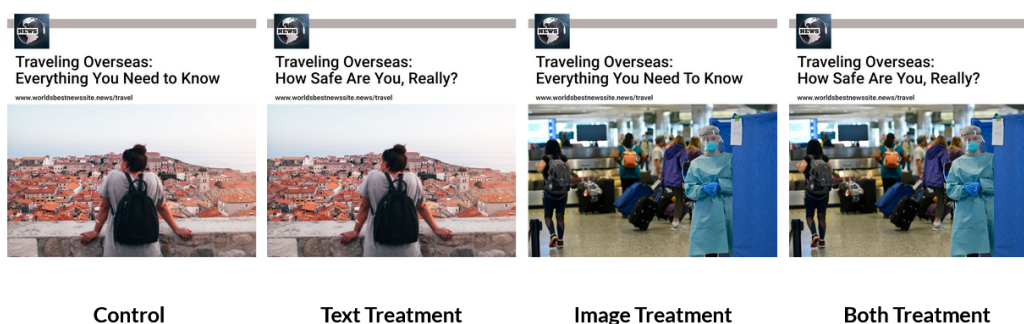 NEWS
Traveling Overseas:
Everything You Need to Know
www.worldsbestnewssite.news/travel
Control
NEWS
Traveling Overseas:
How Safe Are You, Really?
www.worldsbestnewssite.news/travel
Text Treatment
NEWS
Traveling Overseas:
Everything You Need To Know
www.worldsbestnewssite.news/travel
Image Treatment
NEWS
Traveling Overseas:
How Safe Are You, Really?
www.worldsbestnewssite.news/travel
Both Treatment